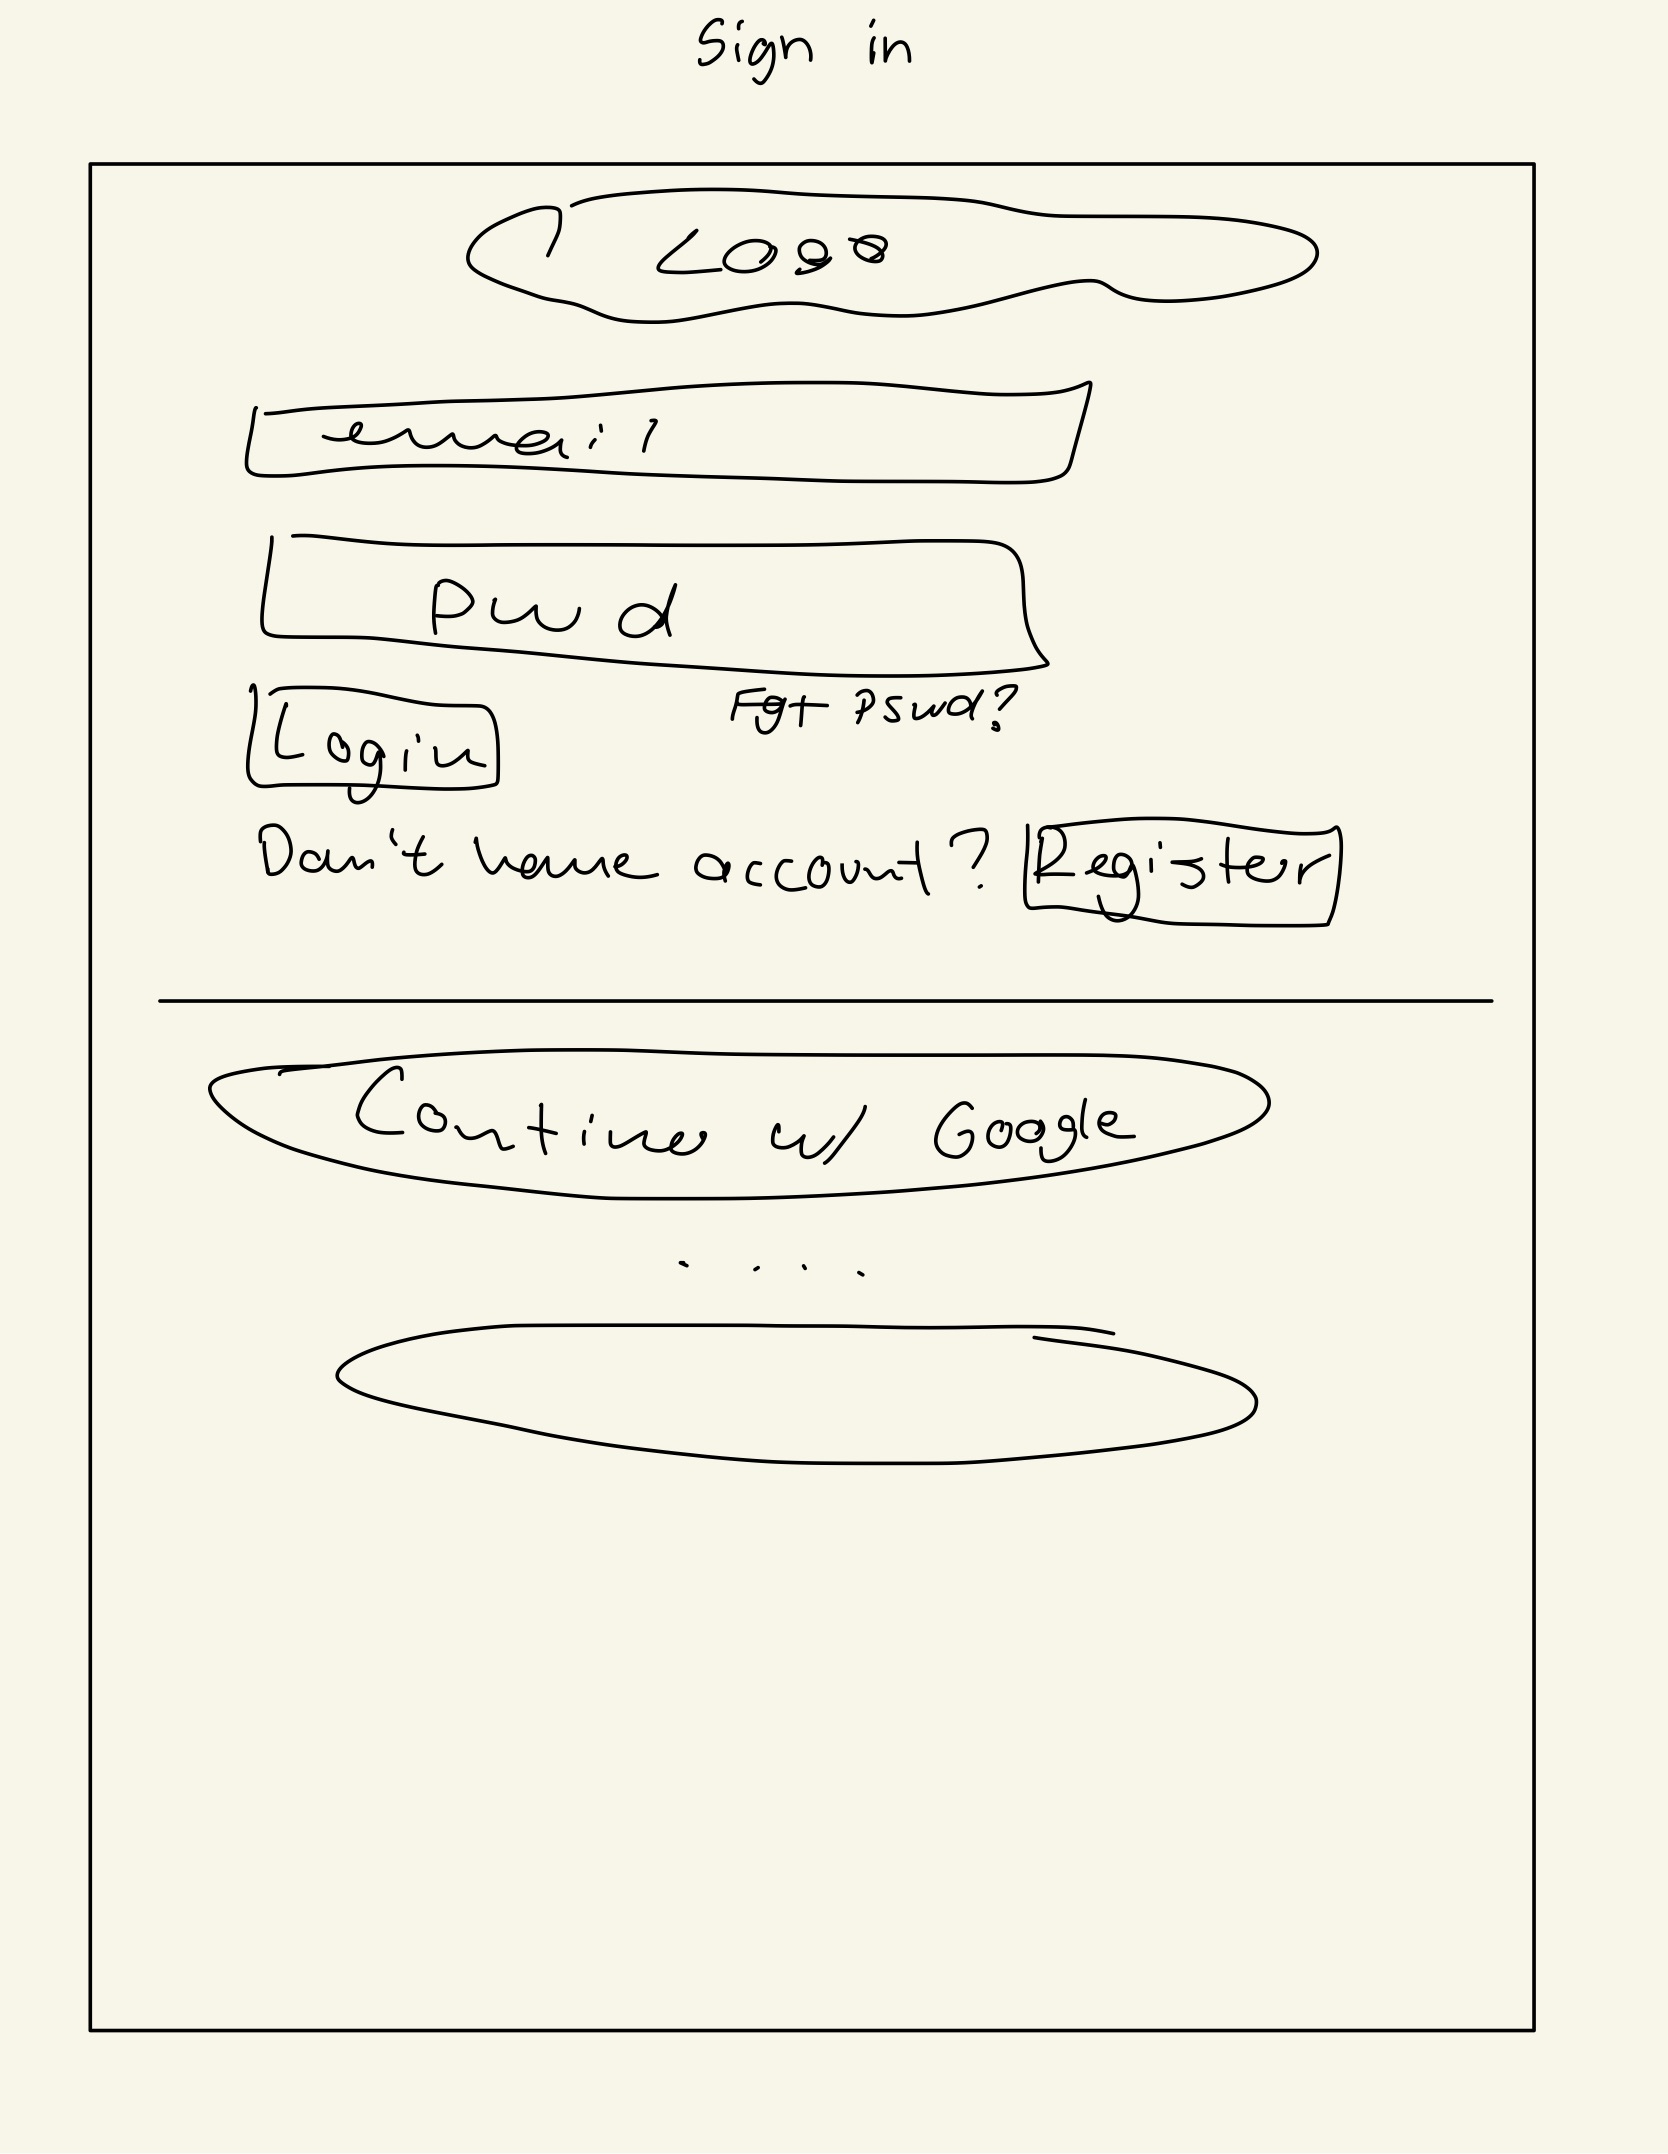 Sign in
Logo
email
Pwd
Fgt Pswd?
Login
Don't have account? Register
Continue w/ Google
....